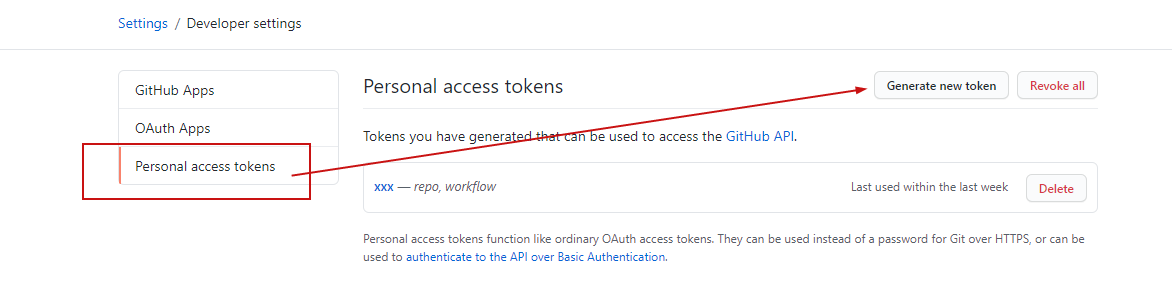 Settings / Developer settings
GitHub Apps
OAuth Apps
Personal access tokens
Personal access tokens
Generate new token
Revoke all
Tokens you have generated that can be used to access the GitHub API.
xxx — repo, workflow
Last used within the last week
Delete
Personal access tokens function like ordinary OAuth access tokens. They can be used instead of a password for Git over HTTPS, or can be
used to authenticate to the API over Basic Authentication.